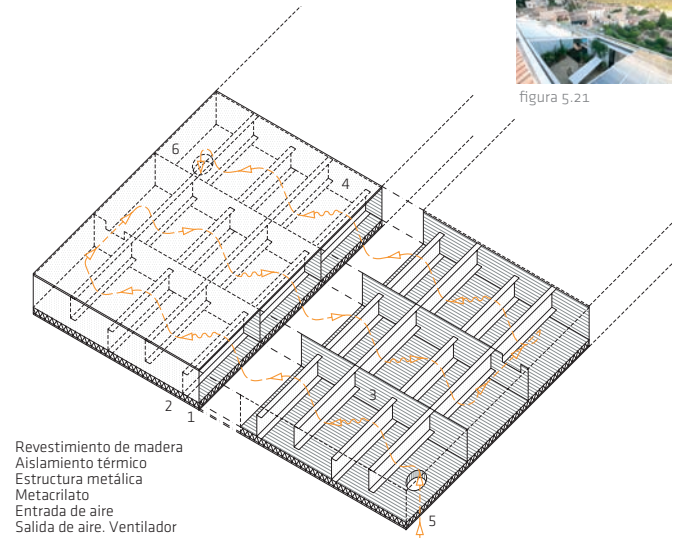 figura 5.21
6
4
3
2
1
5
Revestimiento de madera
Aislamiento térmico
Estructura metálica
Metacrilato
Entrada de aire
Salida de aire. Ventilador